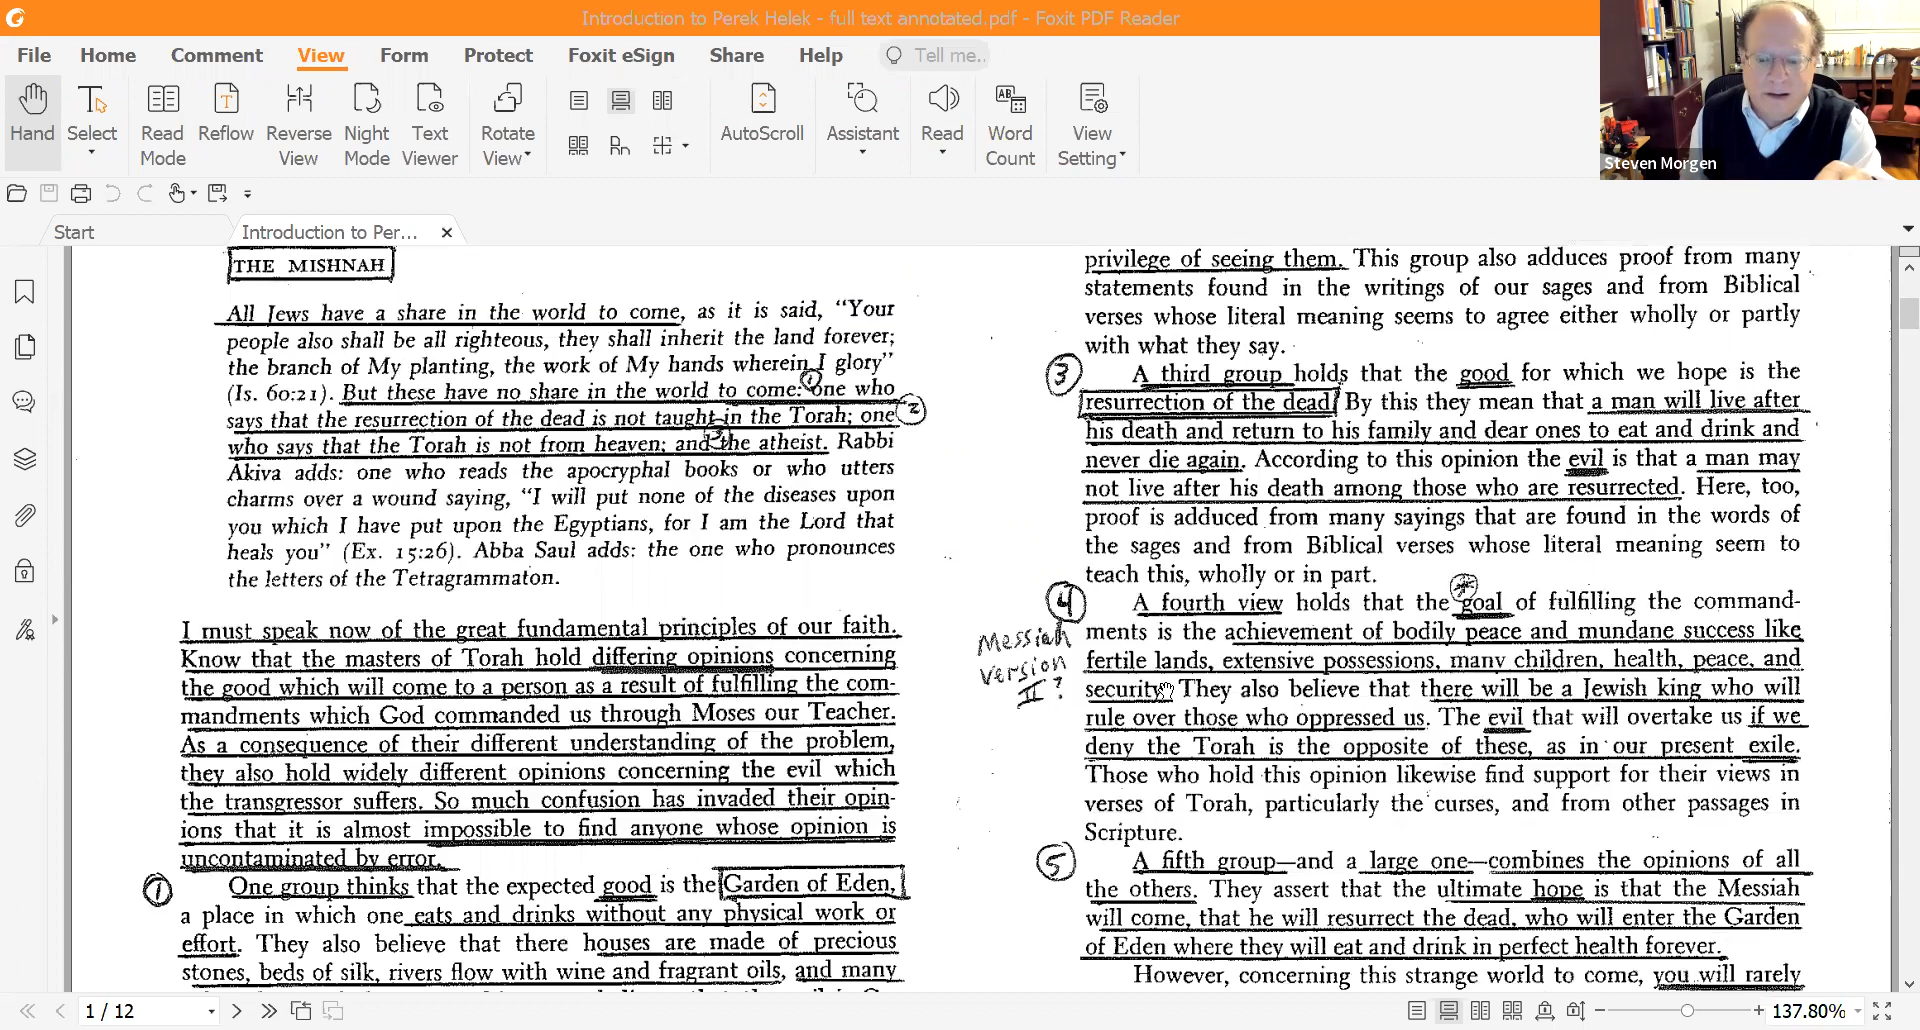 Introduction to Perek Helek - full text annotated.pdf - Foxit PDF Reader
File Home Comment View Form Protect Foxit eSign Share Help Tell me..
Hand Select Read Mode Reflow Reverse View Night Mode Text Viewer Rotate View AutoScroll Assistant Read Word Count View Setting
Steven Morgen
Start Introduction to Per...
THE MISHNAH
All Jews have a share in the world to come, as it is said, “Your
people also shall be all righteous, they shall inherit the land forever;
the branch of My planting, the work of My hands wherein I glory”
(Is. 60:21). But these have no share in the world to come: ① one who
says that the resurrection of the dead is not taught in the Torah; one ②
who says that the Torah is not from heaven; and ③ the atheist. Rabbi
Akiva adds: one who reads the apocryphal books or who utters
charms over a wound saying, “I will put none of the diseases upon
you which I have put upon the Egyptians, for I am the Lord that
heals you” (Ex. 15:26). Abba Saul adds: the one who pronounces
the letters of the Tetragrammaton.
I must speak now of the great fundamental principles of our faith.
Know that the masters of Torah hold differing opinions concerning
the good which will come to a person as a result of fulfilling the com-
mandments which God commanded us through Moses our Teacher.
As a consequence of their different understanding of the problem,
they also hold widely different opinions concerning the evil which
the transgressor suffers. So much confusion has invaded their opin-
ions that it is almost impossible to find anyone whose opinion is
uncontaminated by error.
① One group thinks that the expected good is the Garden of Eden,
a place in which one eats and drinks without any physical work or
effort. They also believe that there houses are made of precious
stones, beds of silk, rivers flow with wine and fragrant oils, and many
privilege of seeing them. This group also adduces proof from many
statements found in the writings of our sages and from Biblical
verses whose literal meaning seems to agree either wholly or partly
with what they say.
③ A third group holds that the good for which we hope is the
resurrection of the dead. By this they mean that a man will live after
his death and return to his family and dear ones to eat and drink and
never die again. According to this opinion the evil is that a man may
not live after his death among those who are resurrected. Here, too,
proof is adduced from many sayings that are found in the words of
the sages and from Biblical verses whose literal meaning seem to
teach this, wholly or in part.
④ A fourth view holds that the goal of fulfilling the command-
ments is the achievement of bodily peace and mundane success like
fertile lands, extensive possessions, many children, health, peace, and
security. They also believe that there will be a Jewish king who will
rule over those who oppressed us. The evil that will overtake us if we
deny the Torah is the opposite of these, as in our present exile.
Those who hold this opinion likewise find support for their views in
verses of Torah, particularly the curses, and from other passages in
Scripture.
Messiah
version
II?
⑤ A fifth group—and a large one—combines the opinions of all
the others. They assert that the ultimate hope is that the Messiah
will come, that he will resurrect the dead, who will enter the Garden
of Eden where they will eat and drink in perfect health forever.
However, concerning this strange world to come, you will rarely
1 / 12
137.80%